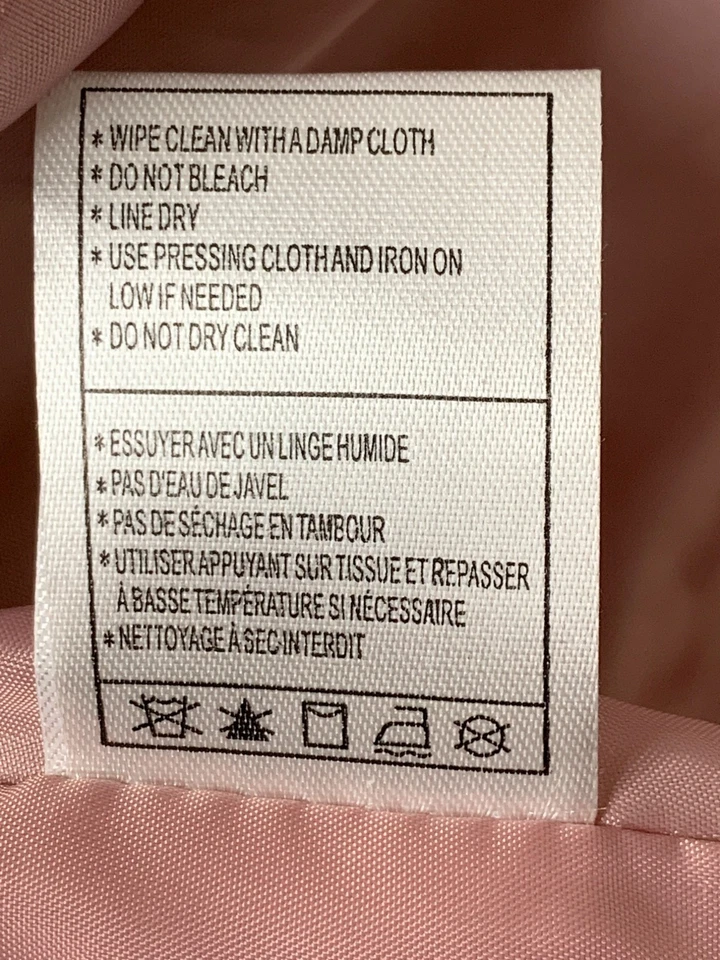 * WIPE CLEAN WITH A DAMP CLOTH
* DO NOT BLEACH
* LINE DRY
* USE PRESSING CLOTH AND IRON ON
LOW IF NEEDED
* DO NOT DRY CLEAN
* ESSUYER AVEC UN LINGE HUMIDE
* PAS D'EAU DE JAVEL
* PAS DE SÉCHAGE EN TAMBOUR
* UTILISER APPUYANT SUR TISSUE ET REPASSER
À BASSE TEMPÉRATURE SI NÉCESSAIRE
* NETTOYAGE À SEC INTERDIT